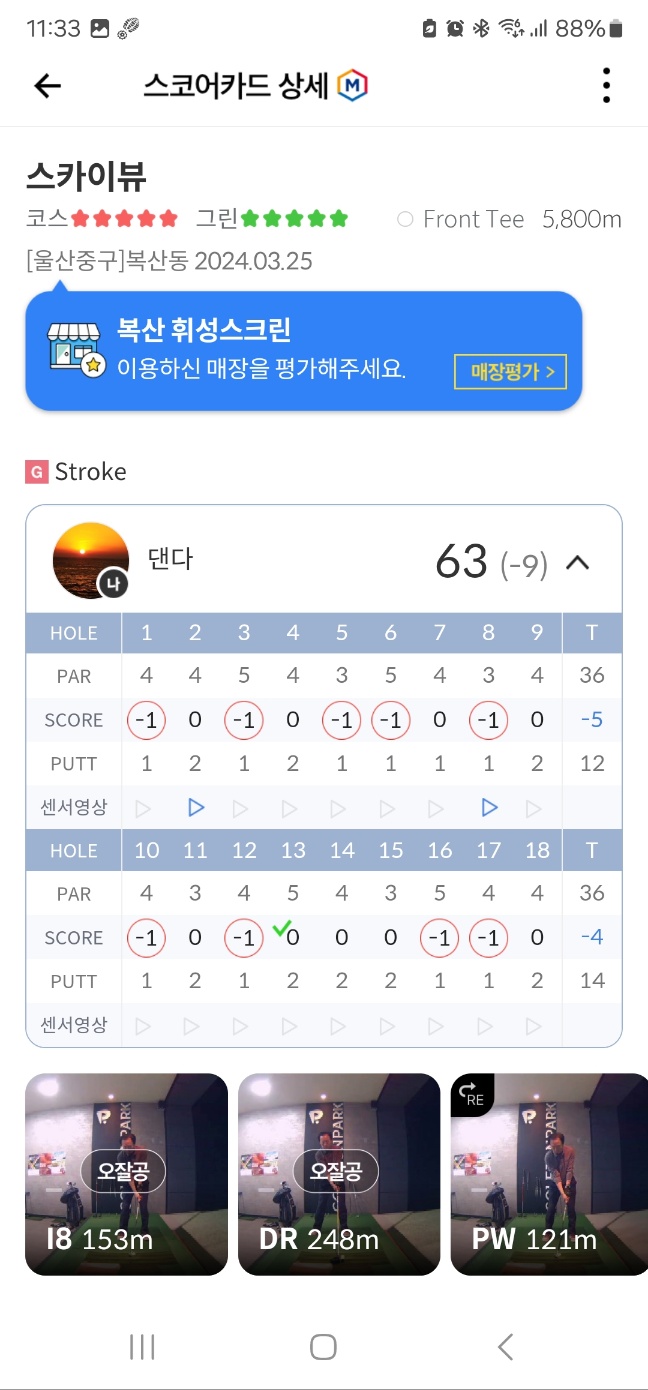 11:33 88%
스코어카드 상세 M
스카이뷰
코스 그린 Front Tee 5,800m
[울산중구]복산동 2024.03.25
복산 휘성스크린
이용하신 매장을 평가해주세요. 매장평가 >
G Stroke
나 댄다 63 (-9)
HOLE 1 2 3 4 5 6 7 8 9 T
PAR 4 4 5 4 3 5 4 3 4 36
SCORE -1 0 -1 0 -1 -1 0 -1 0 -5
PUTT 1 2 1 2 1 1 1 1 2 12
센서영상
HOLE 10 11 12 13 14 15 16 17 18 T
PAR 4 3 4 5 4 3 5 4 4 36
SCORE -1 0 -1 0 0 0 -1 -1 0 -4
PUTT 1 2 1 2 2 2 1 1 2 14
센서영상
오잘공
I8 153m
오잘공
DR 248m
RE
PW 121m